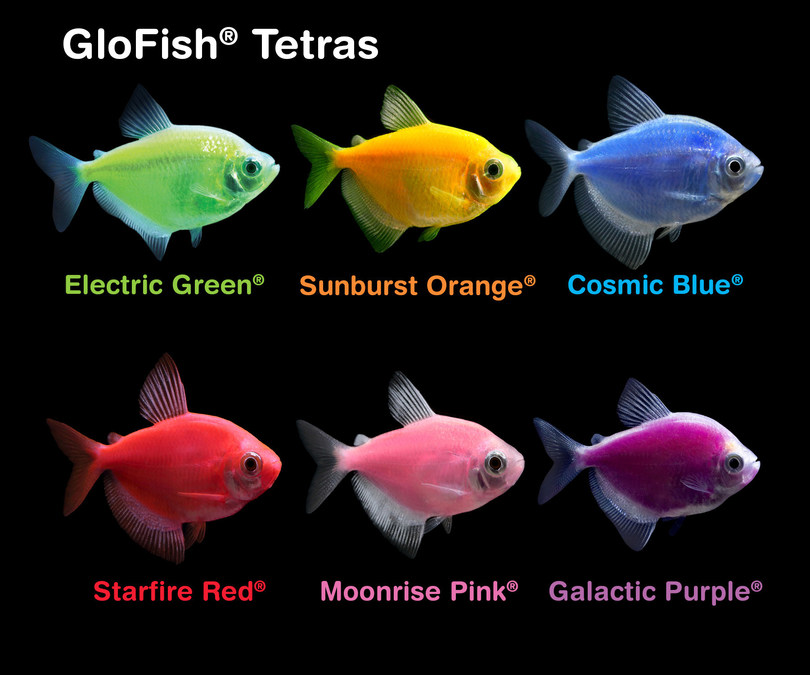 GloFish® Tetras
Electric Green®
Sunburst Orange®
Cosmic Blue®
Starfire Red®
Moonrise Pink®
Galactic Purple®